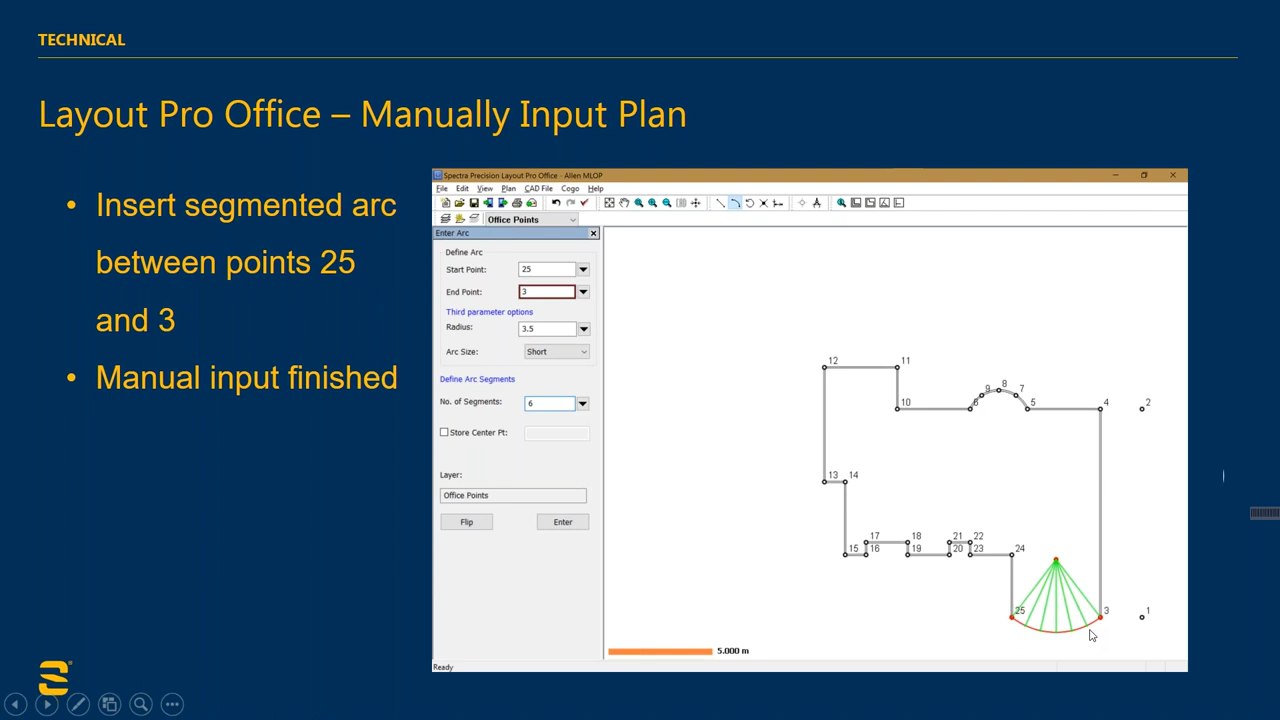 TECHNICAL
Layout Pro Office – Manually Input Plan
• Insert segmented arc
between points 25
and 3
• Manual input finished
Spectra Precision Layout Pro Office - Allen MLOP
File Edit View Plan CAD File Cogo Help
Office Points
Enter Arc
Define Arc
Start Point: 25
End Point: 3
Third parameter options
Radius: 3.5
Arc Size: Short
Define Arc Segments
No. of Segments: 6
Store Center Pt:
Layer:
Office Points
Flip Enter
12 11
9 8 7
10 6 5 4 2
13 14
17 18 21 22
15 16 19 20 23 24
25 3 1
5.000 m
Ready